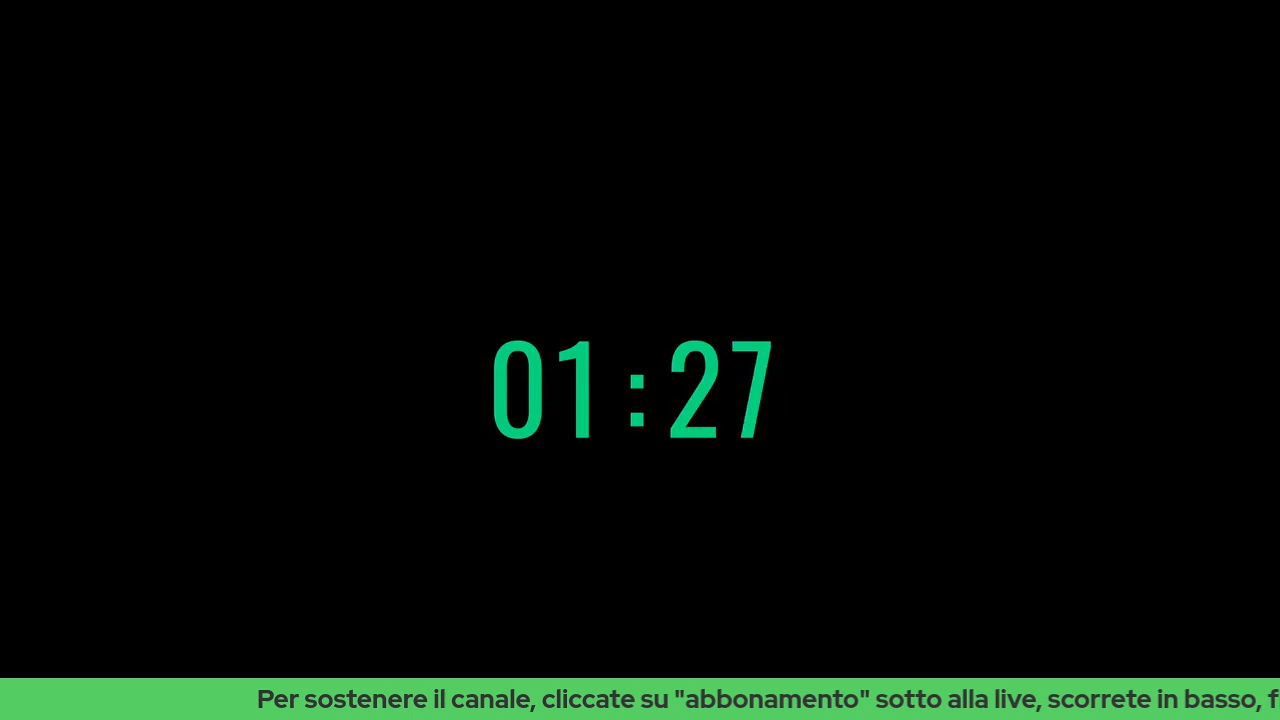 01:27
Per sostenere il canale, cliccate su "abbonamento" sotto alla live, scorrete in basso,